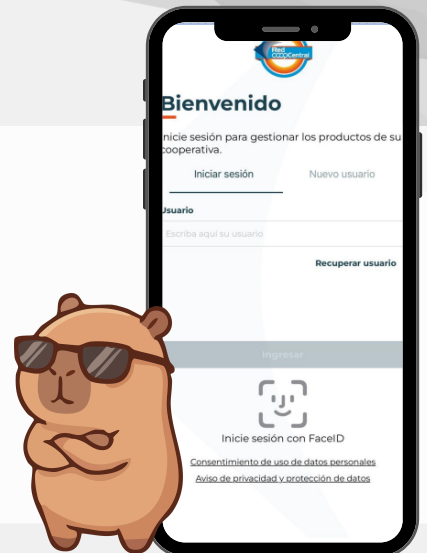 Red
COOPCentral
Bienvenido
nicie sesión para gestionar los productos de su
cooperativa.
Iniciar sesión
Nuevo usuario
Usuario
Escriba aquí su usuario
Recuperar usuario
Ingresar
Inicie sesión con FaceID
Consentimiento de uso de datos personales
Aviso de privacidad y protección de datos